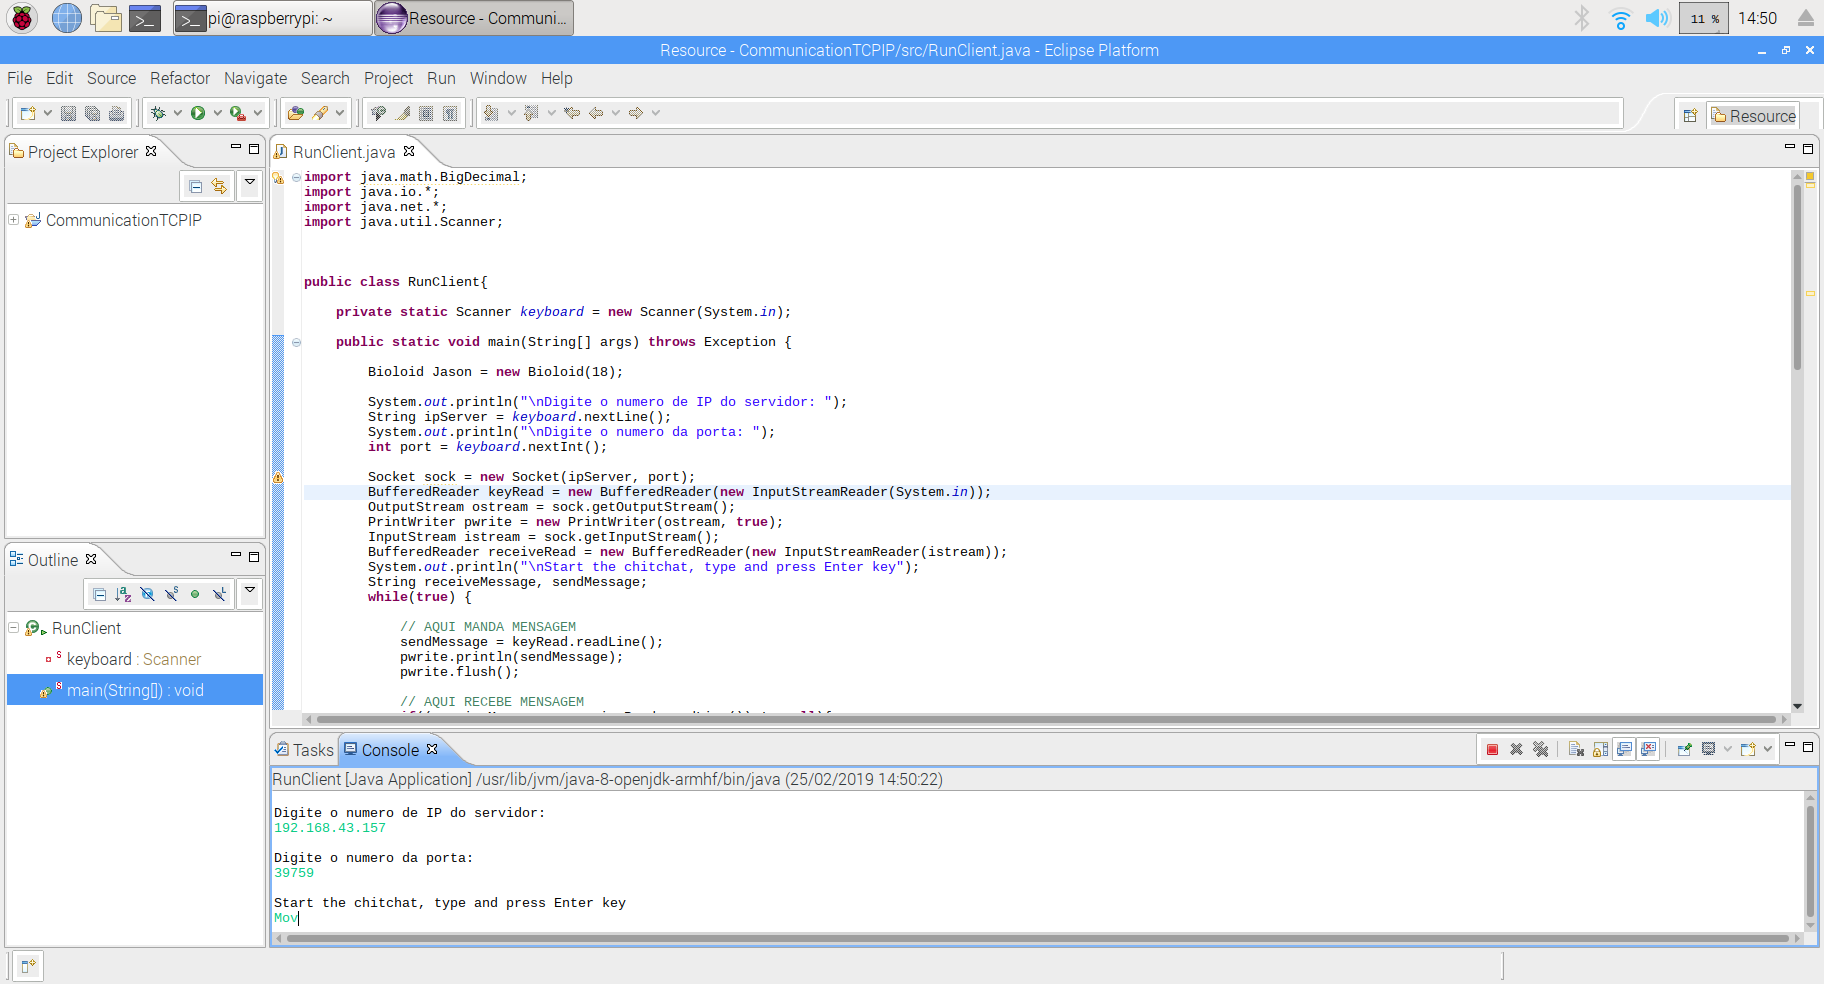 pi@raspberrypi: ~
Resource - Communi...
11 %
14:50
Resource - CommunicationTCPIP/src/RunClient.java - Eclipse Platform
File Edit Source Refactor Navigate Search Project Run Window Help
Resource
Project Explorer
CommunicationTCPIP
RunClient.java
import java.math.BigDecimal;
import java.io.*;
import java.net.*;
import java.util.Scanner;
public class RunClient{
private static Scanner keyboard = new Scanner(System.in);
public static void main(String[] args) throws Exception {
Bioloid Jason = new Bioloid(18);
System.out.println("\nDigite o numero de IP do servidor: ");
String ipServer = keyboard.nextLine();
System.out.println("\nDigite o numero da porta: ");
int port = keyboard.nextInt();
Socket sock = new Socket(ipServer, port);
BufferedReader keyRead = new BufferedReader(new InputStreamReader(System.in));
OutputStream ostream = sock.getOutputStream();
PrintWriter pwrite = new PrintWriter(ostream, true);
InputStream istream = sock.getInputStream();
BufferedReader receiveRead = new BufferedReader(new InputStreamReader(istream));
System.out.println("\nStart the chitchat, type and press Enter key");
String receiveMessage, sendMessage;
while(true) {
// AQUI MANDA MENSAGEM
sendMessage = keyRead.readLine();
pwrite.println(sendMessage);
pwrite.flush();
// AQUI RECEBE MENSAGEM
Outline
RunClient
keyboard : Scanner
main(String[]) : void
Tasks
Console
RunClient [Java Application] /usr/lib/jvm/java-8-openjdk-armhf/bin/java (25/02/2019 14:50:22)
Digite o numero de IP do servidor:
192.168.43.157
Digite o numero da porta:
39759
Start the chitchat, type and press Enter key
Mov